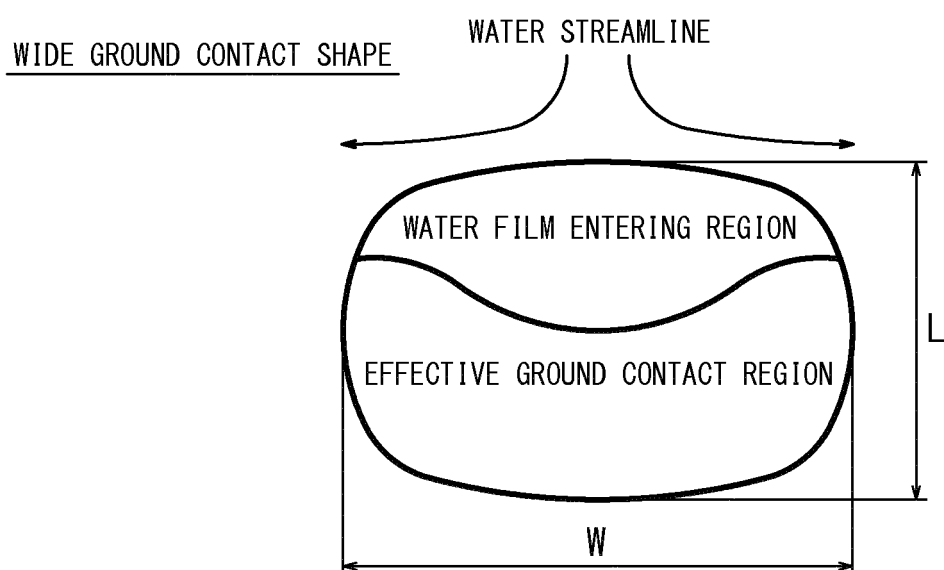 WATER STREAMLINE
WIDE GROUND CONTACT SHAPE
WATER FILM ENTERING REGION
L
EFFECTIVE GROUND CONTACT REGION
W